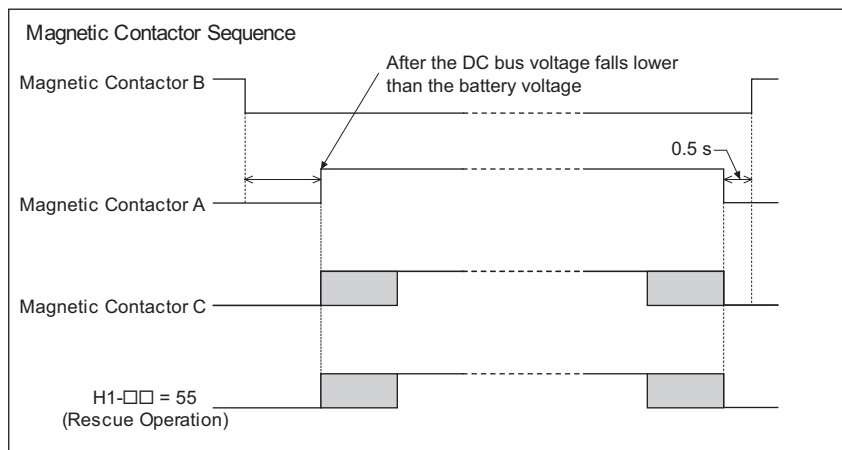 Magnetic Contactor Sequence
After the DC bus voltage falls lower
than the battery voltage
Magnetic Contactor B
0.5 s
Magnetic Contactor A
Magnetic Contactor C
H1-□□ = 55
(Rescue Operation)